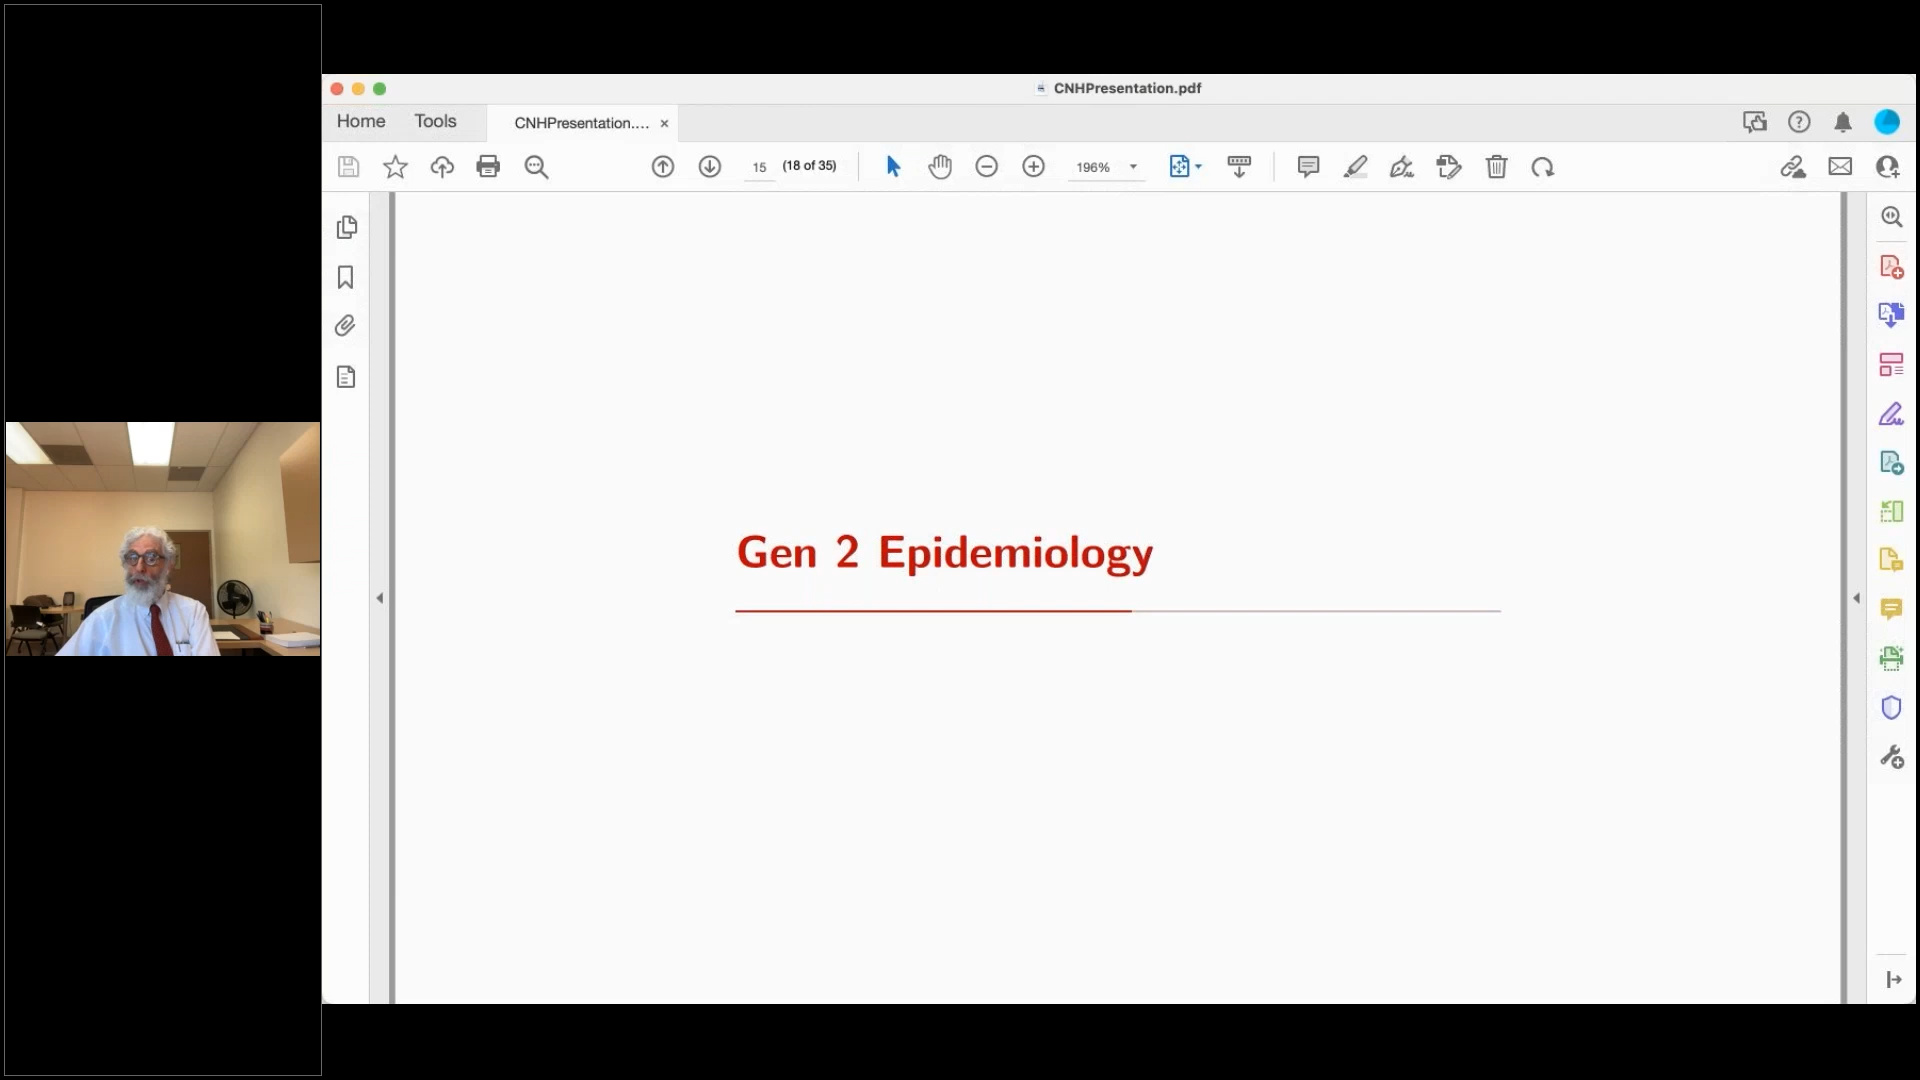 CNHPresentation.pdf
Home Tools CNHPresentation.... ×
15 (18 of 35) 196%
Gen 2 Epidemiology